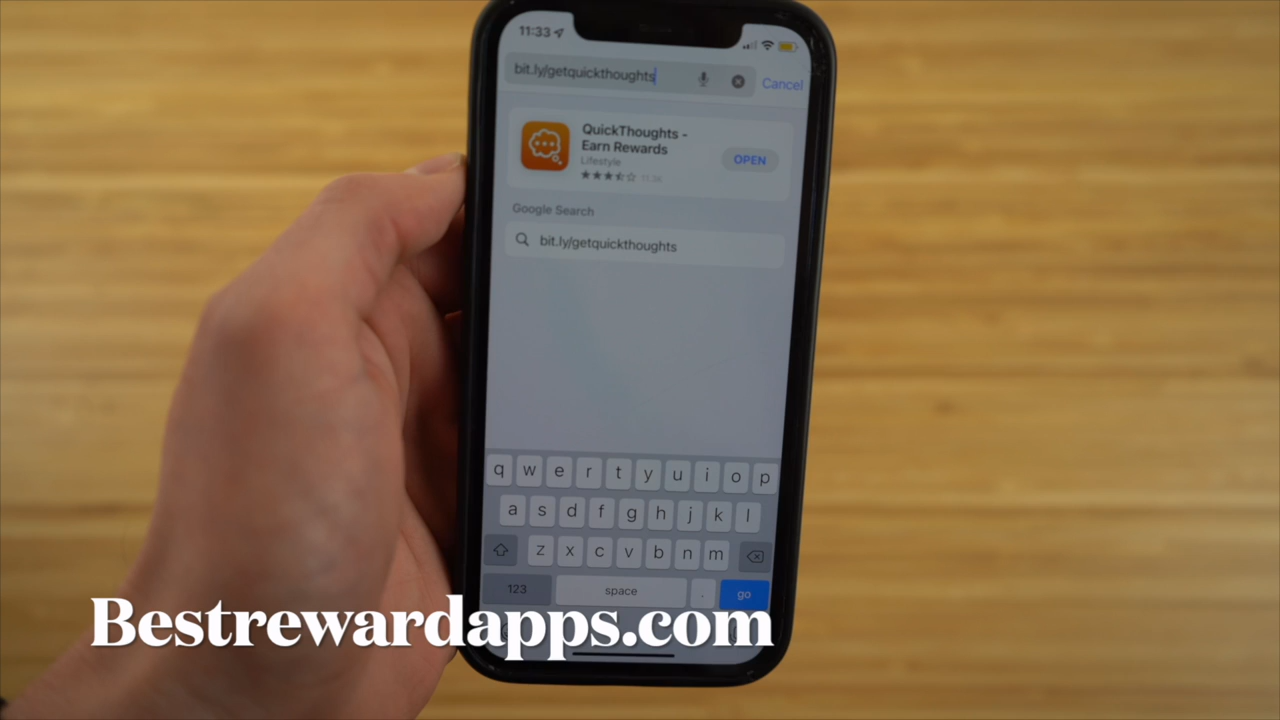 11:33
bit.ly/getquickthoughts
Cancel
QuickThoughts -
Earn Rewards
Lifestyle
11.3K
OPEN
Google Search
bit.ly/getquickthoughts
q w e r t y u i o p
a s d f g h j k l
z x c v b n m
123 space . go
Bestrewardapps.com